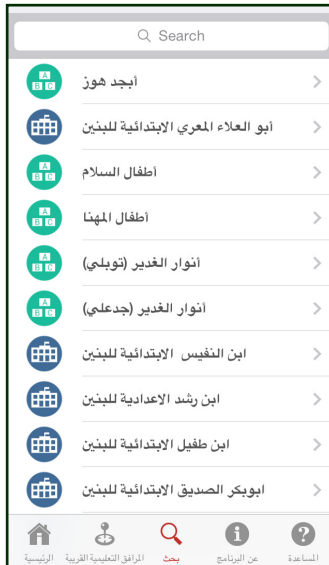 Search
أبجد هوز
أبو العلاء المعري الابتدائية للبنين
أطفال السلام
أطفال المهنا
أنوار الغدير (توبلي)
أنوار الغدير (جدعلي)
ابن النفيس الابتدائية للبنين
ابن رشد الاعدادية للبنين
ابن طفيل الابتدائية للبنين
ابوبكر الصديق الابتدائية للبنين
A
B C
A
B C
A
B C
A
B C
A
B C
الرئيسية المرافق التعليمية القريبة بحث عن البرنامج المساعدة